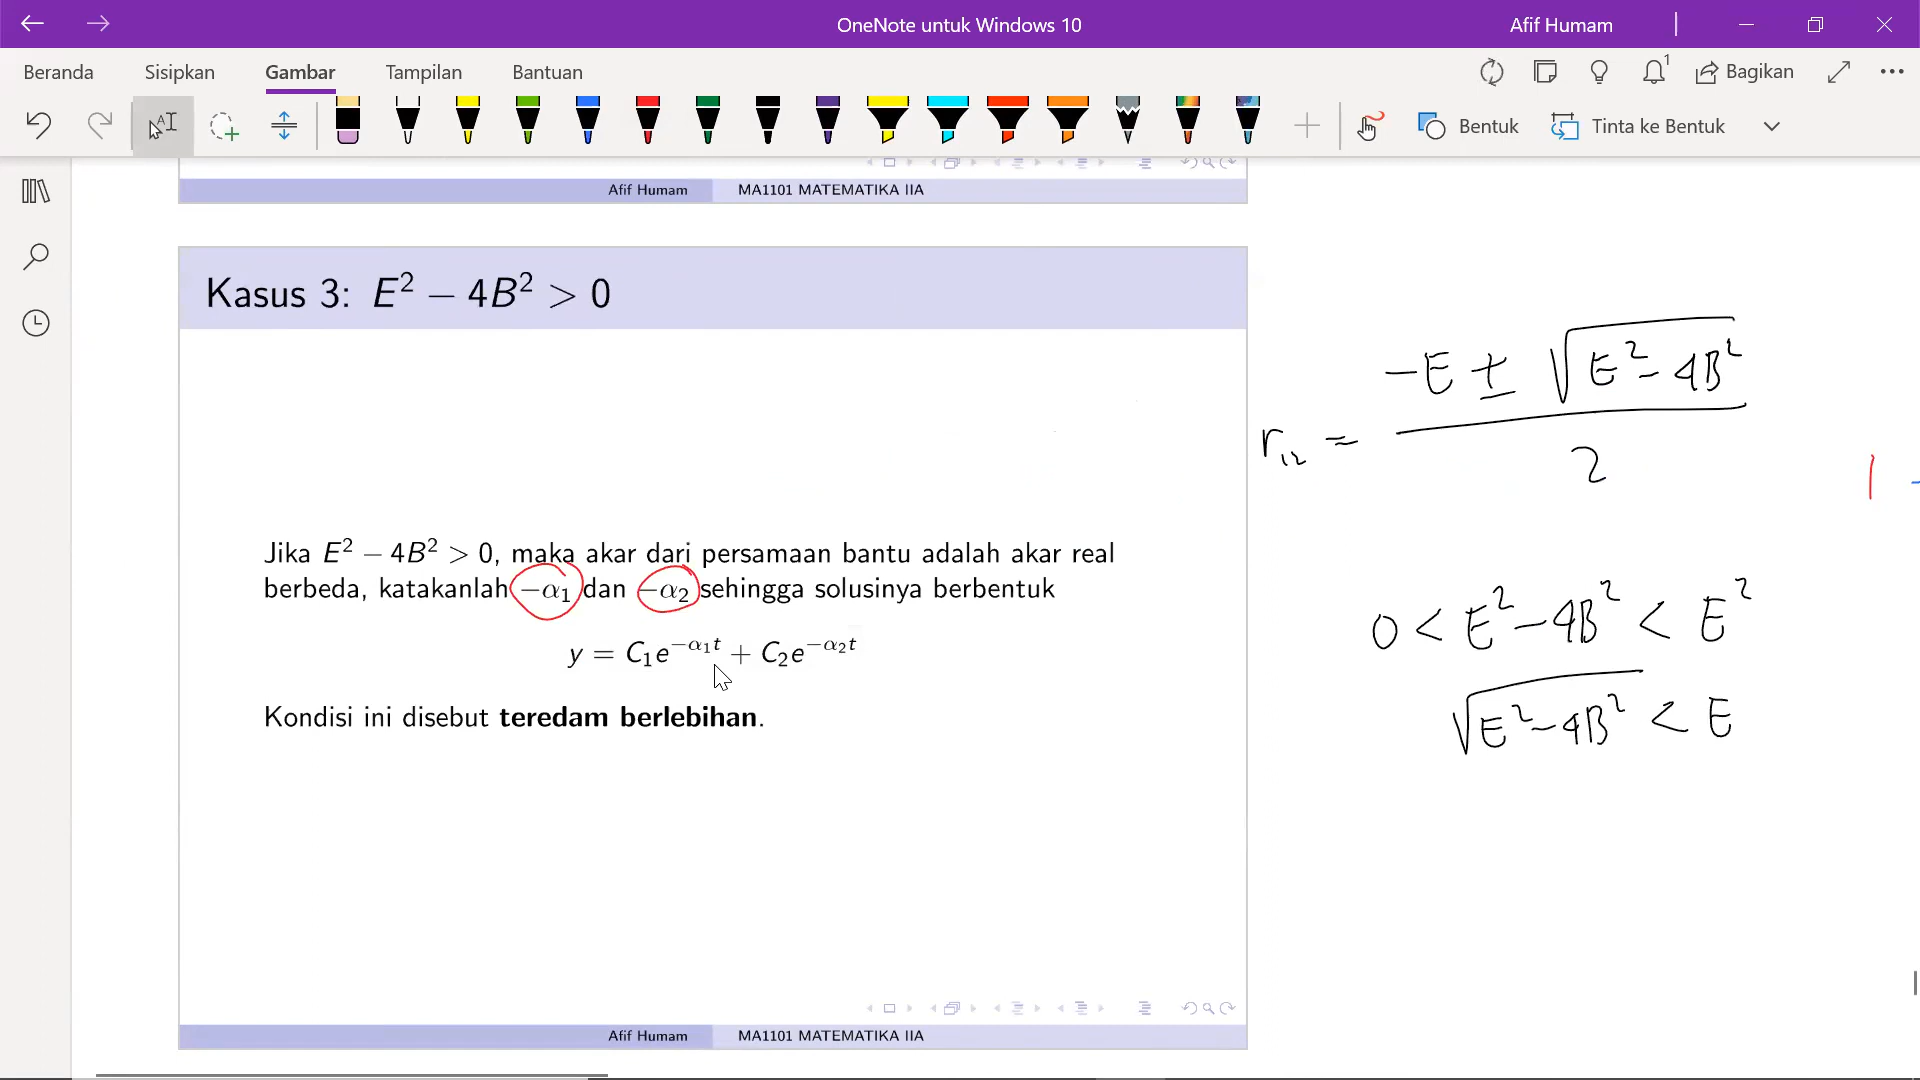 OneNote untuk Windows 10
Afif Humam
Beranda Sisipkan Gambar Tampilan Bantuan
1
Bagikan
Bentuk
Tinta ke Bentuk
Afif Humam MA1101 MATEMATIKA IIA
Kasus 3: E² − 4B² > 0
Jika E² − 4B² > 0, maka akar dari persamaan bantu adalah akar real
berbeda, katakanlah −α₁ dan −α₂ sehingga solusinya berbentuk
y = C₁e^{−α₁t} + C₂e^{−α₂t}
Kondisi ini disebut teredam berlebihan.
Afif Humam MA1101 MATEMATIKA IIA
r₁₂ = (−E ± √(E² − 4B²)) / 2
0 < E² − 4B² < E²
√(E² − 4B²) < E